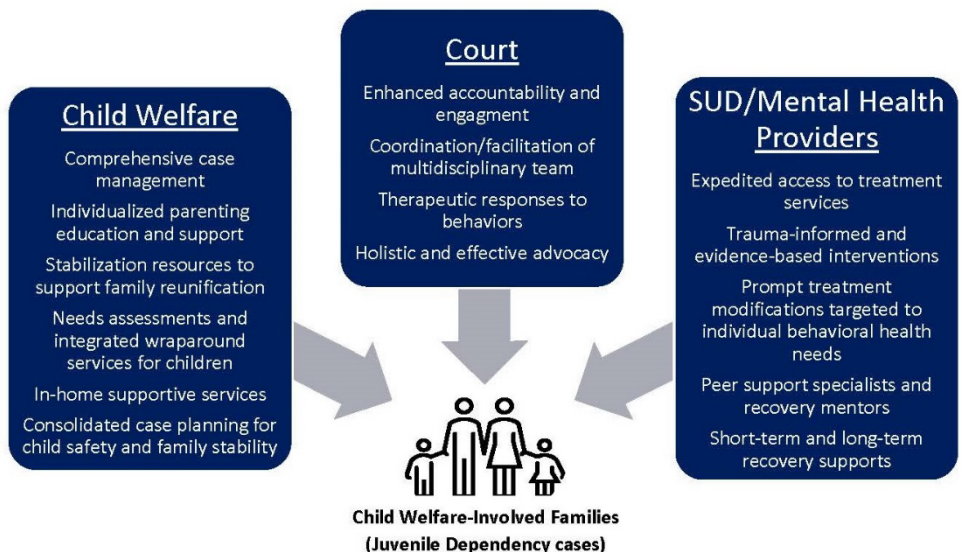 Child Welfare
Comprehensive case
management
Individualized parenting
education and support
Stabilization resources to
support family reunification
Needs assessments and
integrated wraparound
services for children
In-home supportive services
Consolidated case planning for
child safety and family stability
Court
Enhanced accountability and
engagment
Coordination/facilitation of
multidisciplinary team
Therapeutic responses to
behaviors
Holistic and effective advocacy
SUD/Mental Health
Providers
Expedited access to treatment
services
Trauma-informed and
evidence-based interventions
Prompt treatment
modifications targeted to
individual behavioral health
needs
Peer support specialists and
recovery mentors
Short-term and long-term
recovery supports
Child Welfare-Involved Families
(Juvenile Dependency cases)